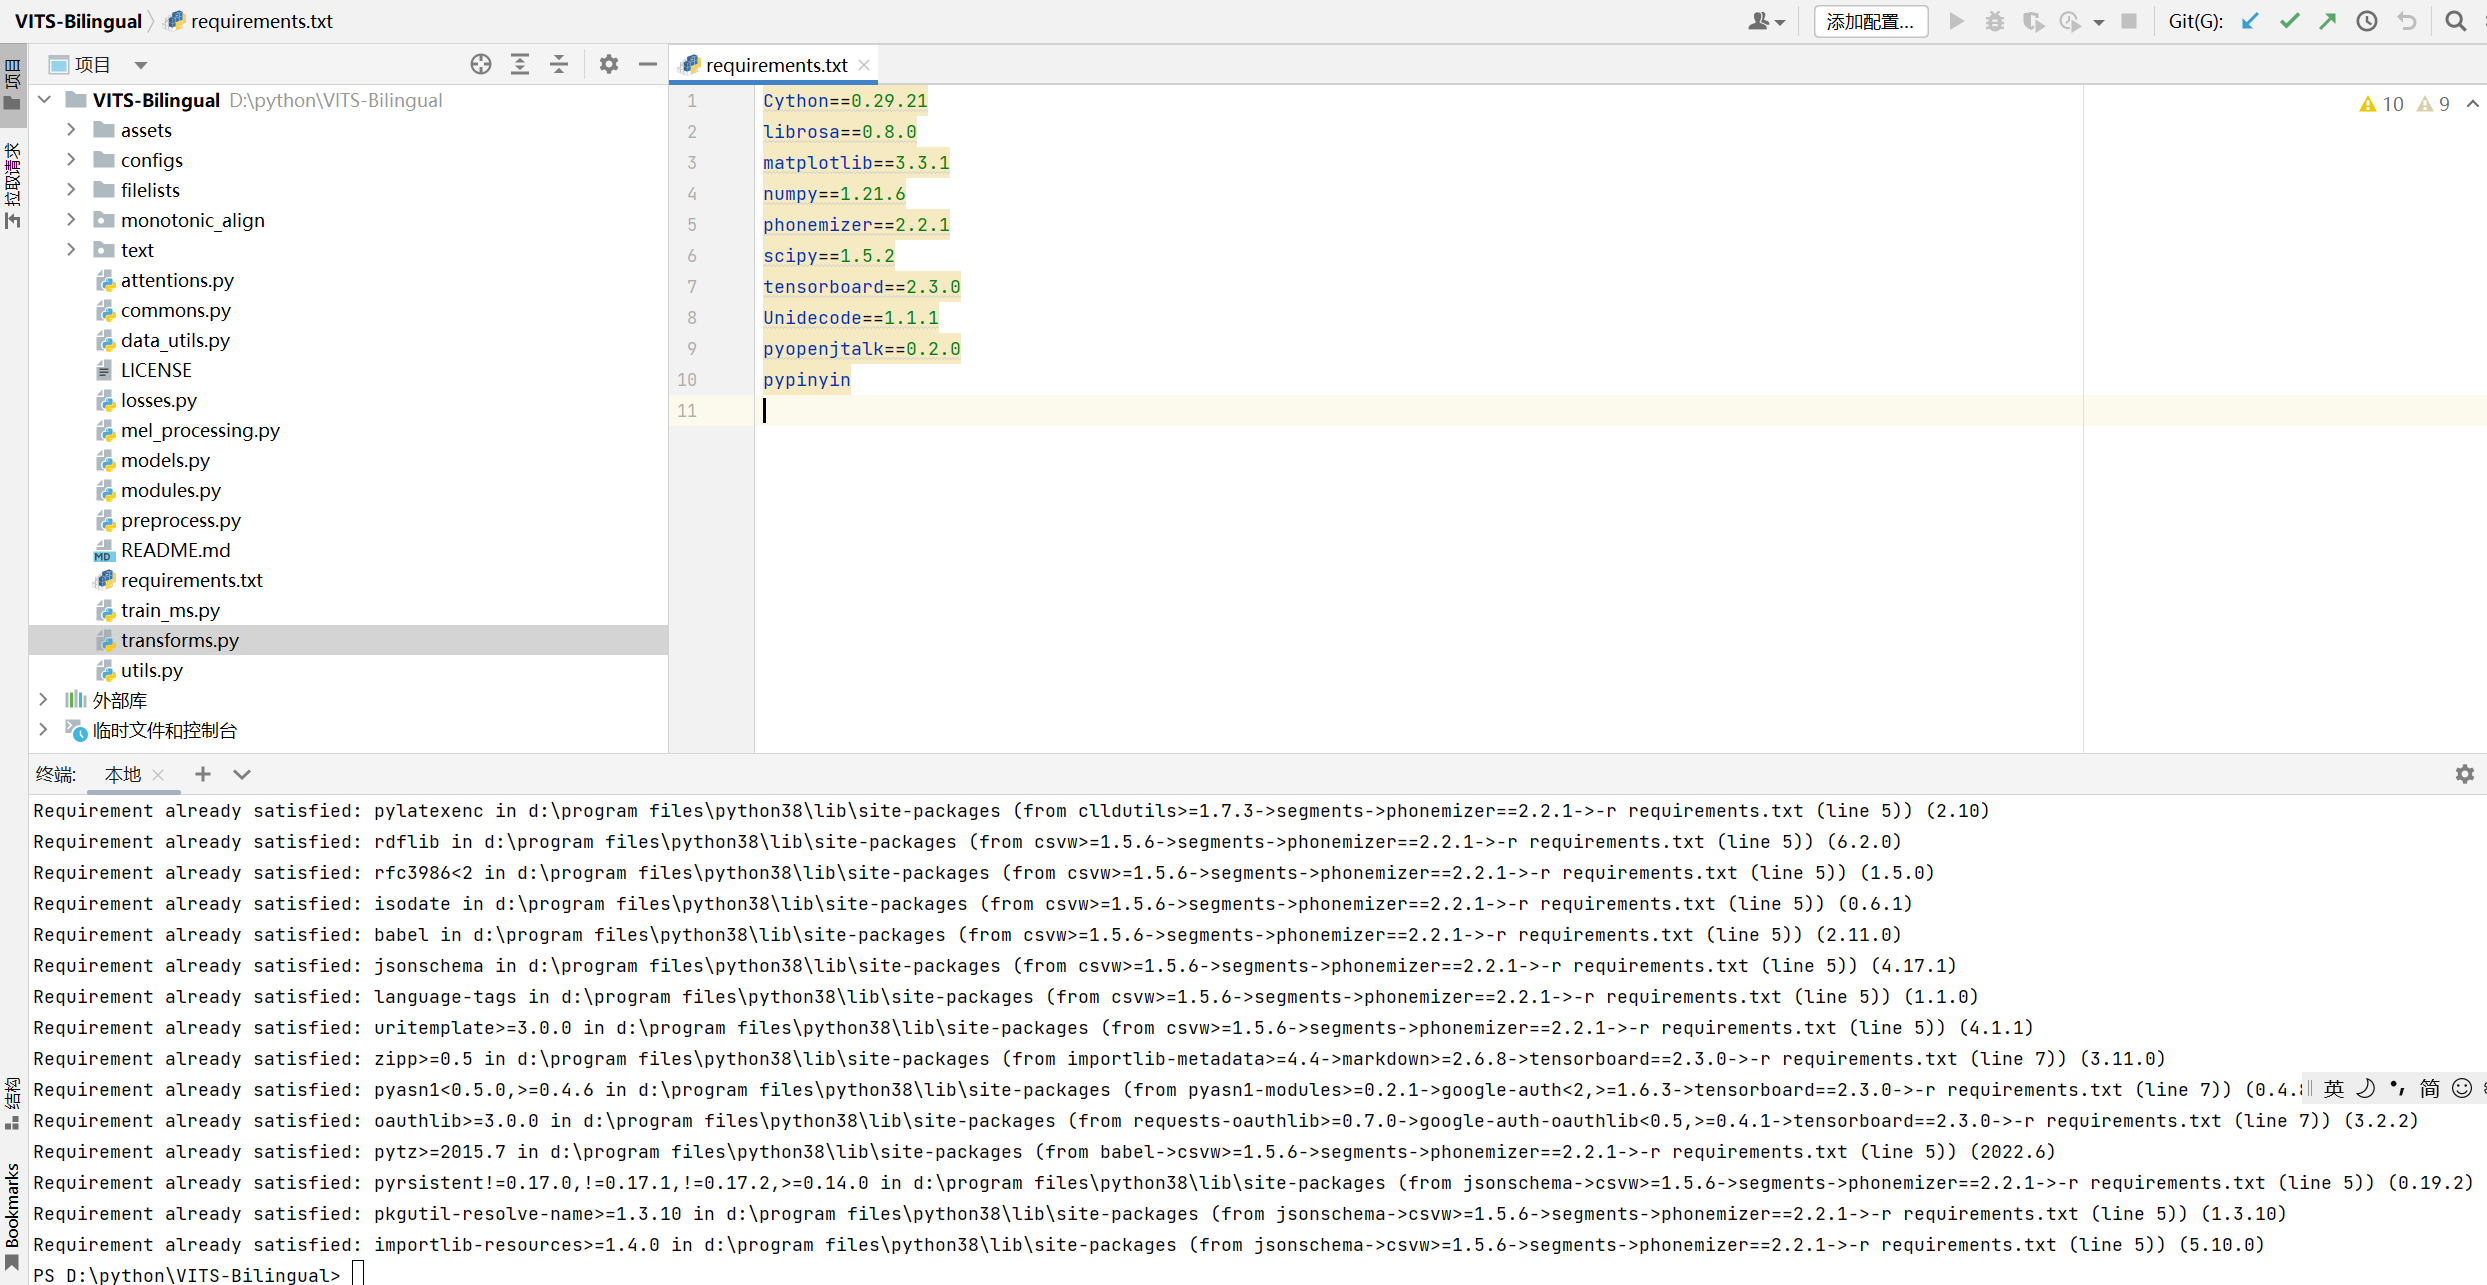 VITS-Bilingual
requirements.txt
添加配置...
Git(G):
项目
requirements.txt
项目
拉取请求
VITS-Bilingual D:\python\VITS-Bilingual
assets
configs
filelists
monotonic_align
text
attentions.py
commons.py
data_utils.py
LICENSE
losses.py
mel_processing.py
models.py
modules.py
preprocess.py
README.md
requirements.txt
train_ms.py
transforms.py
utils.py
外部库
临时文件和控制台
1 Cython==0.29.21
2 librosa==0.8.0
3 matplotlib==3.3.1
4 numpy==1.21.6
5 phonemizer==2.2.1
6 scipy==1.5.2
7 tensorboard==2.3.0
8 Unidecode==1.1.1
9 pyopenjtalk==0.2.0
10 pypinyin
11
10 9
终端: 本地
Requirement already satisfied: pylatexenc in d:\program files\python38\lib\site-packages (from clldutils>=1.7.3->segments->phonemizer==2.2.1->-r requirements.txt (line 5)) (2.10)
Requirement already satisfied: rdflib in d:\program files\python38\lib\site-packages (from csvw>=1.5.6->segments->phonemizer==2.2.1->-r requirements.txt (line 5)) (6.2.0)
Requirement already satisfied: rfc3986<2 in d:\program files\python38\lib\site-packages (from csvw>=1.5.6->segments->phonemizer==2.2.1->-r requirements.txt (line 5)) (1.5.0)
Requirement already satisfied: isodate in d:\program files\python38\lib\site-packages (from csvw>=1.5.6->segments->phonemizer==2.2.1->-r requirements.txt (line 5)) (0.6.1)
Requirement already satisfied: babel in d:\program files\python38\lib\site-packages (from csvw>=1.5.6->segments->phonemizer==2.2.1->-r requirements.txt (line 5)) (2.11.0)
Requirement already satisfied: jsonschema in d:\program files\python38\lib\site-packages (from csvw>=1.5.6->segments->phonemizer==2.2.1->-r requirements.txt (line 5)) (4.17.1)
Requirement already satisfied: language-tags in d:\program files\python38\lib\site-packages (from csvw>=1.5.6->segments->phonemizer==2.2.1->-r requirements.txt (line 5)) (1.1.0)
Requirement already satisfied: uritemplate>=3.0.0 in d:\program files\python38\lib\site-packages (from csvw>=1.5.6->segments->phonemizer==2.2.1->-r requirements.txt (line 5)) (4.1.1)
Requirement already satisfied: zipp>=0.5 in d:\program files\python38\lib\site-packages (from importlib-metadata>=4.4->markdown>=2.6.8->tensorboard==2.3.0->-r requirements.txt (line 7)) (3.11.0)
Requirement already satisfied: pyasn1<0.5.0,>=0.4.6 in d:\program files\python38\lib\site-packages (from pyasn1-modules>=0.2.1->google-auth<2,>=1.6.3->tensorboard==2.3.0->-r requirements.txt (line 7)) (0.4.
英 简
Requirement already satisfied: oauthlib>=3.0.0 in d:\program files\python38\lib\site-packages (from requests-oauthlib>=0.7.0->google-auth-oauthlib<0.5,>=0.4.1->tensorboard==2.3.0->-r requirements.txt (line 7)) (3.2.2)
Requirement already satisfied: pytz>=2015.7 in d:\program files\python38\lib\site-packages (from babel->csvw>=1.5.6->segments->phonemizer==2.2.1->-r requirements.txt (line 5)) (2022.6)
Requirement already satisfied: pyrsistent!=0.17.0,!=0.17.1,!=0.17.2,>=0.14.0 in d:\program files\python38\lib\site-packages (from jsonschema->csvw>=1.5.6->segments->phonemizer==2.2.1->-r requirements.txt (line 5)) (0.19.2)
Requirement already satisfied: pkgutil-resolve-name>=1.3.10 in d:\program files\python38\lib\site-packages (from jsonschema->csvw>=1.5.6->segments->phonemizer==2.2.1->-r requirements.txt (line 5)) (1.3.10)
Requirement already satisfied: importlib-resources>=1.4.0 in d:\program files\python38\lib\site-packages (from jsonschema->csvw>=1.5.6->segments->phonemizer==2.2.1->-r requirements.txt (line 5)) (5.10.0)
PS D:\python\VITS-Bilingual>
结构
Bookmarks